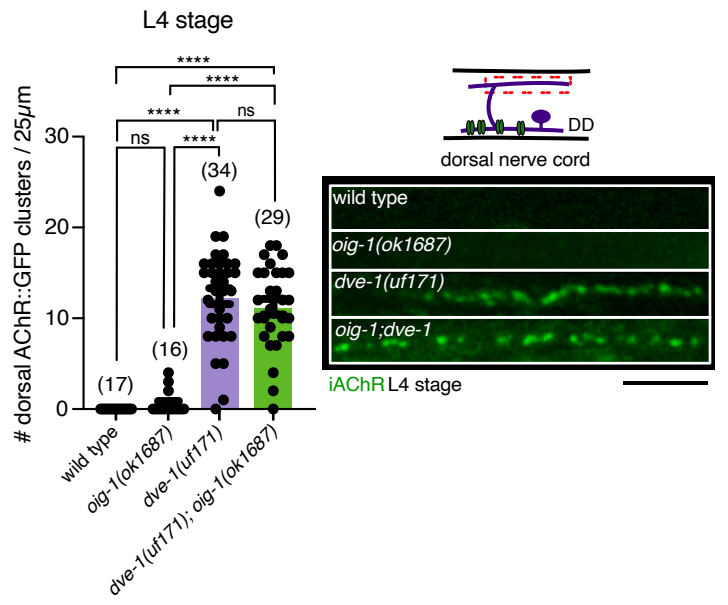 L4 stage
****
****
****
ns
ns
****
# dorsal AChR::GFP clusters / 25µm
30
20
10
0
(17)
(16)
(34)
(29)
wild type
oig-1(ok1687)
dve-1(uf171)
dve-1(uf171); oig-1(ok1687)
DD
dorsal nerve cord
wild type
oig-1(ok1687)
dve-1(uf171)
oig-1;dve-1
iAChR L4 stage